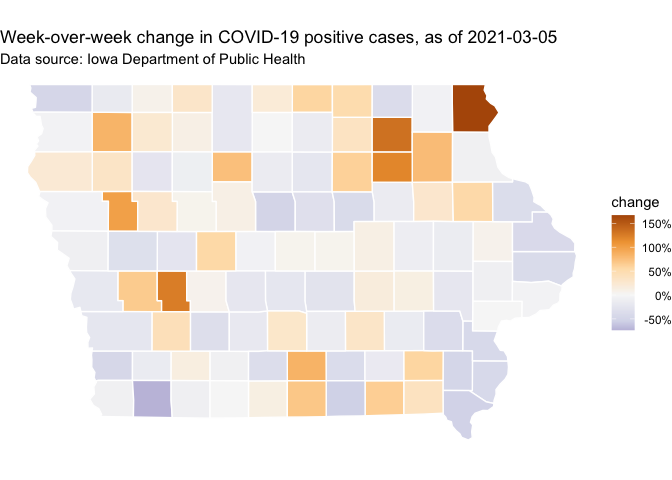 Week-over-week change in COVID-19 positive cases, as of 2021-03-05
Data source: Iowa Department of Public Health
change
150%
100%
50%
0%
-50%